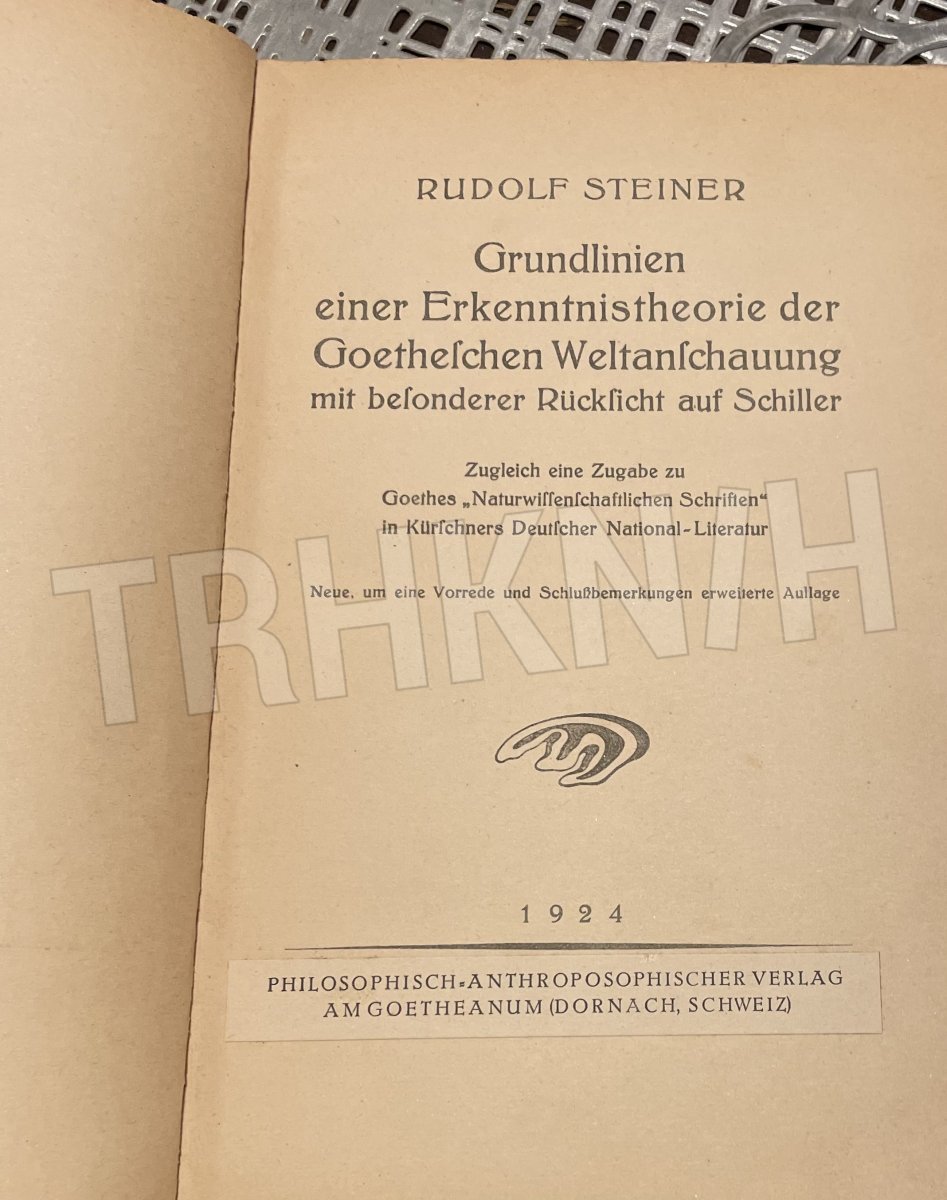 RUDOLF STEINER
Grundlinien
einer Erkenntnistheorie der
Goetheſchen Weltanſchauung
mit beſonderer Rückſicht auf Schiller
Zugleich eine Zugabe zu
Goethes „Naturwiſſenſchaftlichen Schriften“
in Kürſchners Deutſcher National-Literatur
Neue, um eine Vorrede und Schlußbemerkungen erweiterte Auflage
TRHKN/H
1924
PHILOSOPHISCH-ANTHROPOSOPHISCHER VERLAG
AM GOETHEANUM (DORNACH, SCHWEIZ)